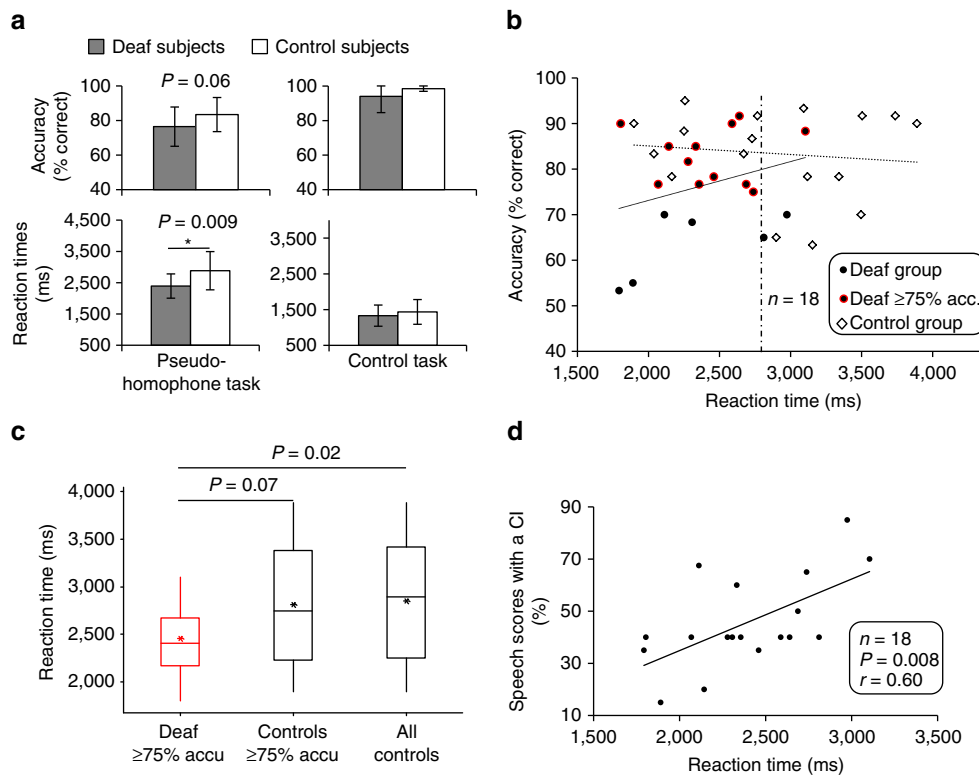 a
Deaf subjects
Control subjects
P = 0.06
100
80
60
40
Accuracy
(% correct)
100
80
60
40
4,500
3,500
2,500
1,500
500
Reaction times
(ms)
P = 0.009
*
3,500
2,500
1,500
500
Pseudo-
homophone task
Control task
b
100
90
80
70
60
50
40
Accuracy (% correct)
n = 18
Deaf group
Deaf ≥75% acc.
Control group
1,500
2,000
2,500
3,000
3,500
4,000
Reaction time (ms)
c
P = 0.02
P = 0.07
4,000
3,500
3,000
2,500
2,000
Reaction time (ms)
*
*
*
Deaf
≥75% accu
Controls
≥75% accu
All
controls
d
90
70
50
30
10
Speech scores with a CI
(%)
n = 18
P = 0.008
r = 0.60
1,500
2,000
2,500
3,000
3,500
Reaction time (ms)